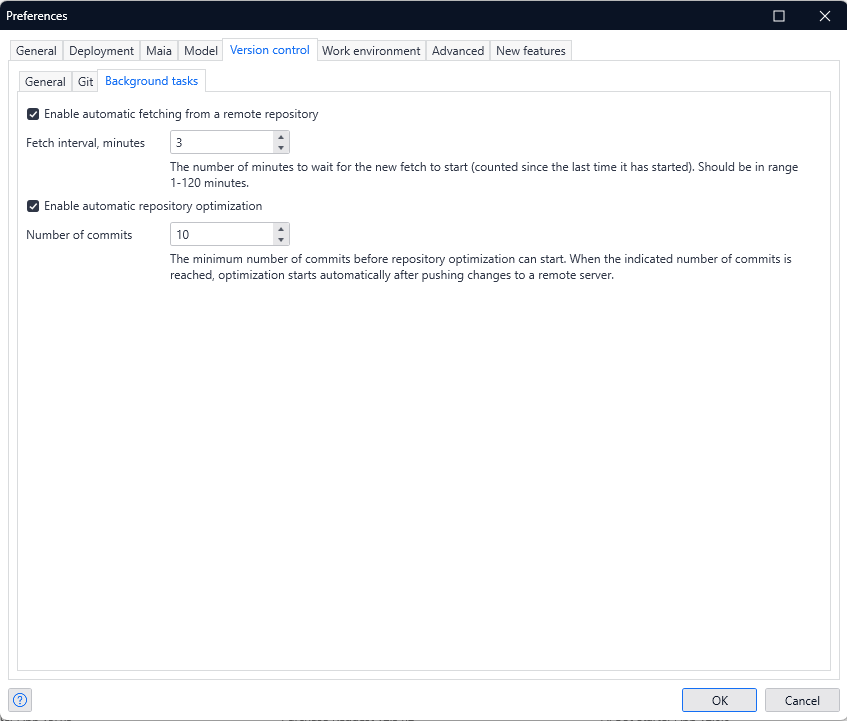 Preferences
General Deployment Maia Model Version control Work environment Advanced New features
General Git Background tasks
Enable automatic fetching from a remote repository
Fetch interval, minutes 3
The number of minutes to wait for the new fetch to start (counted since the last time it has started). Should be in range
1-120 minutes.
Enable automatic repository optimization
Number of commits 10
The minimum number of commits before repository optimization can start. When the indicated number of commits is
reached, optimization starts automatically after pushing changes to a remote server.
? OK Cancel